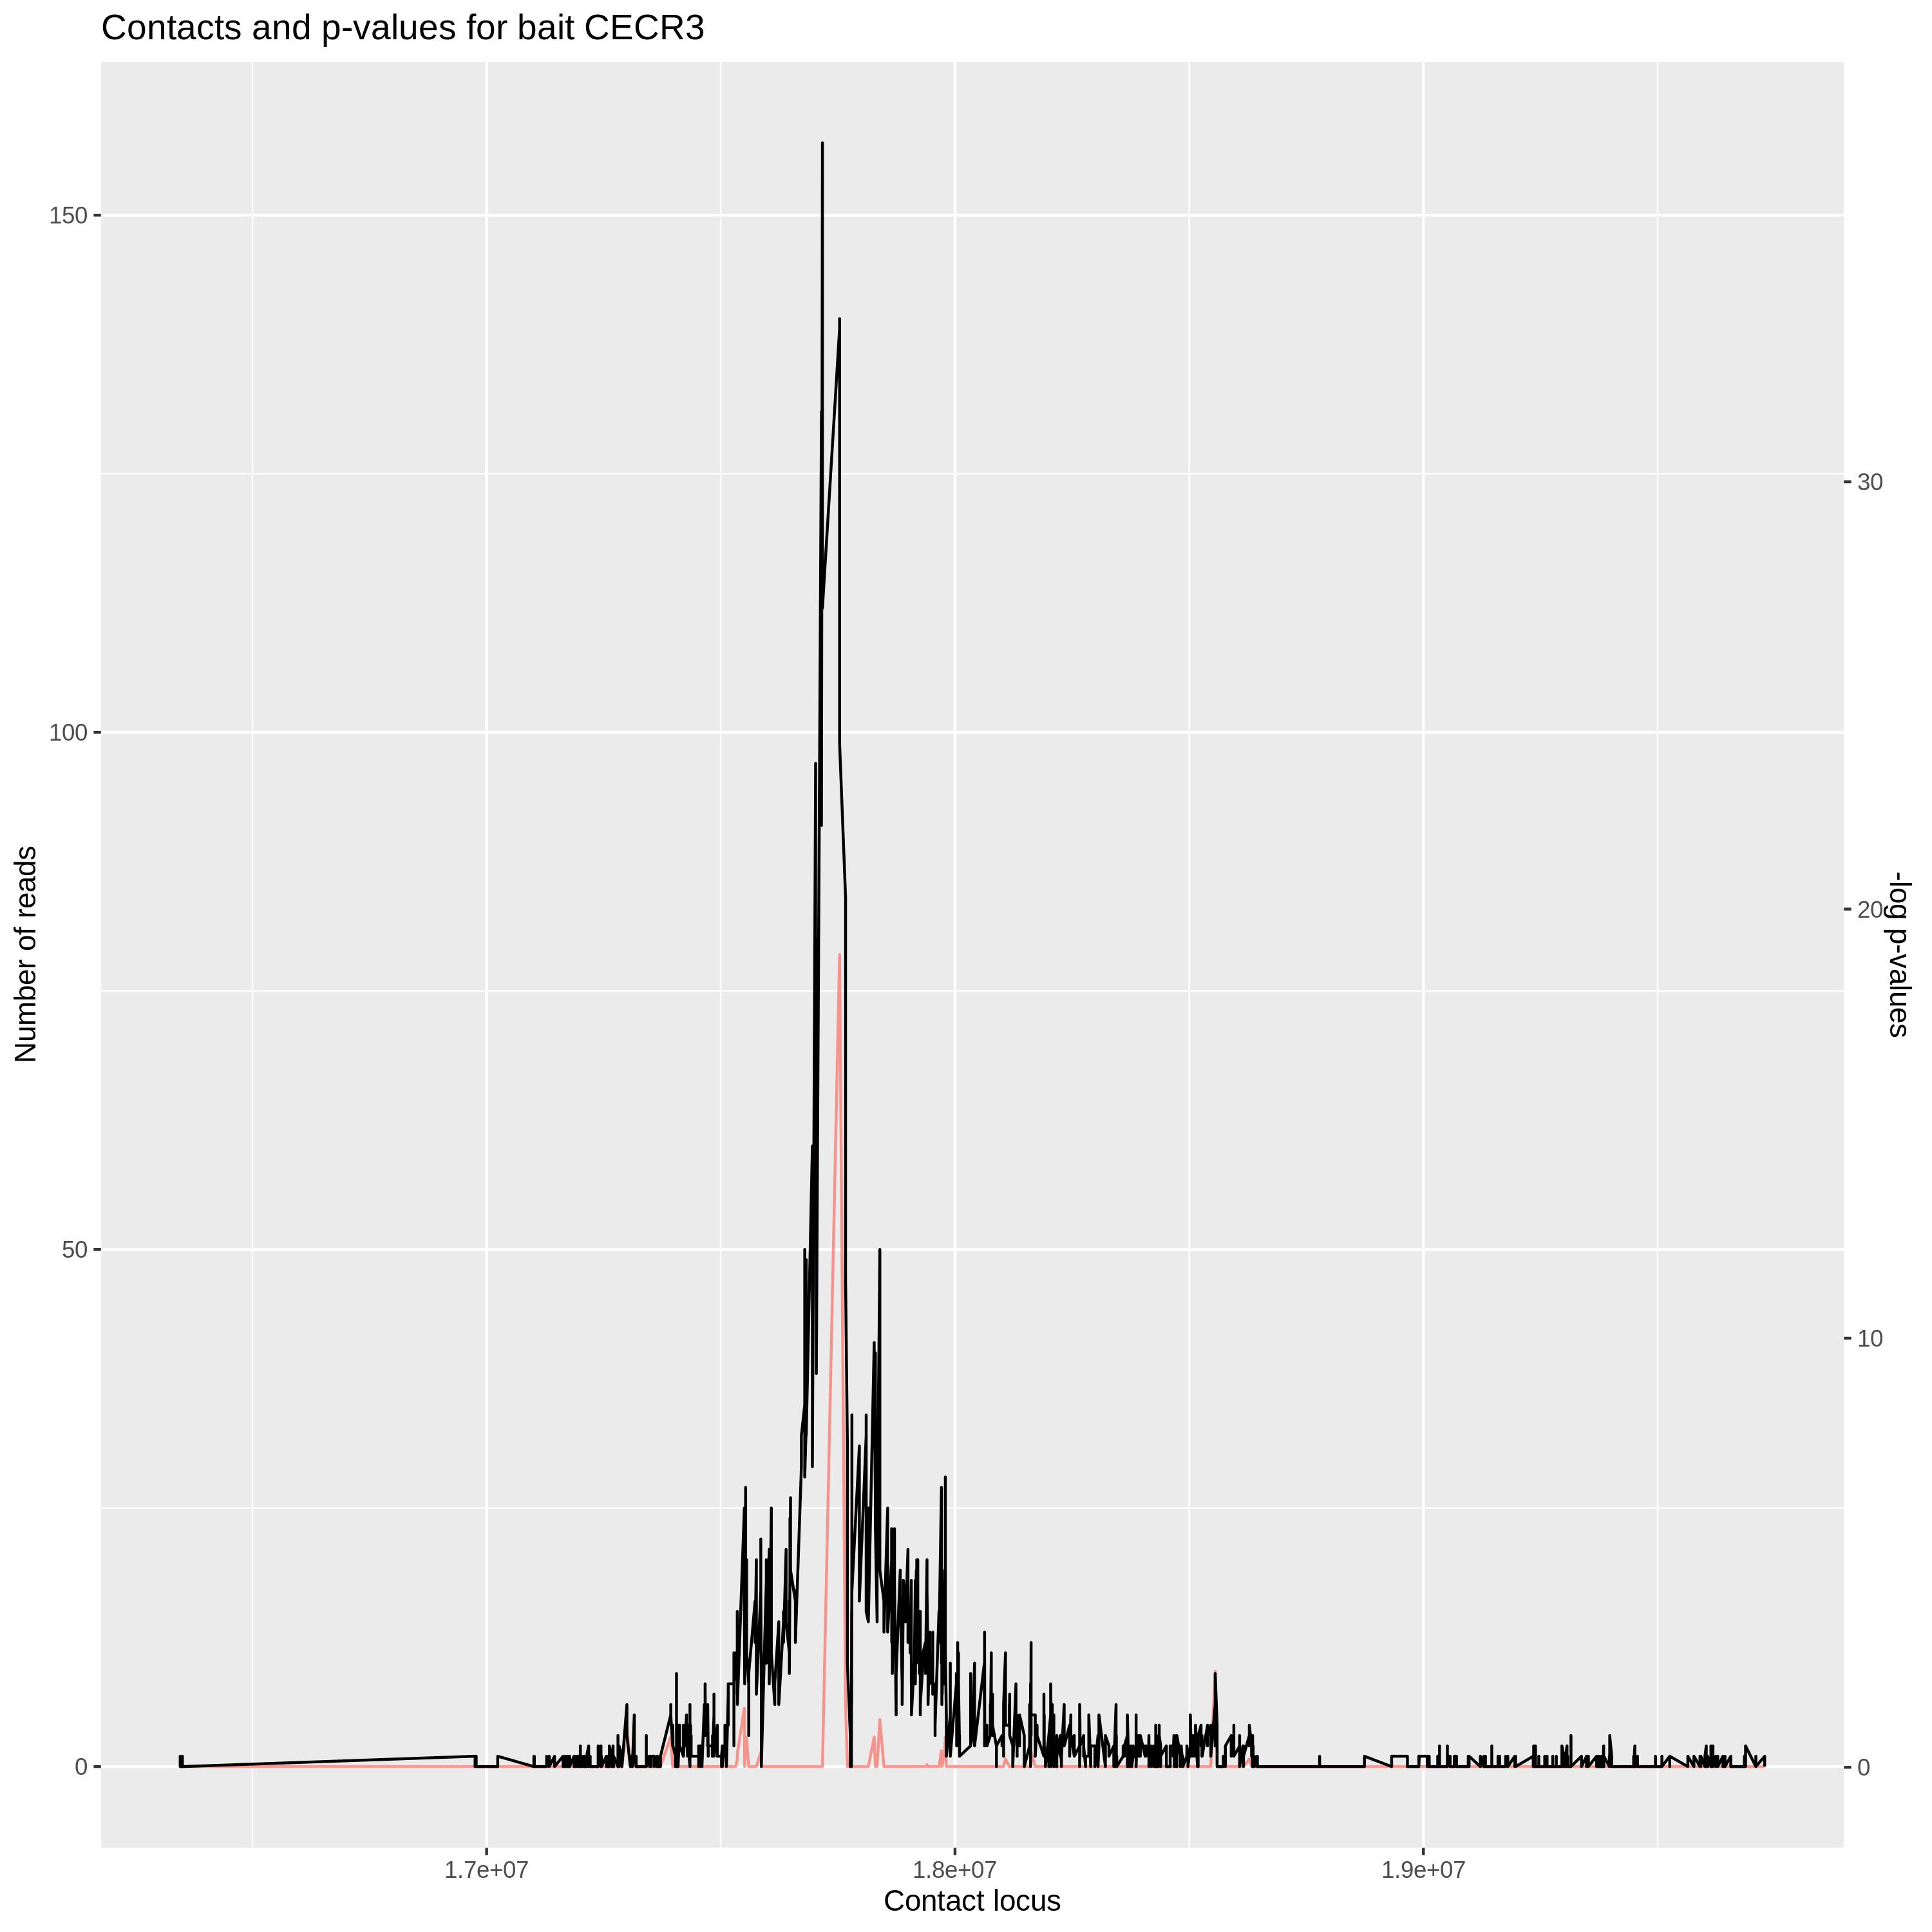 Contacts and p-values for bait CECR3
Number of reads
150
100
50
0
30
20
10
0
-log p-values
1.7e+07
1.8e+07
1.9e+07
Contact locus